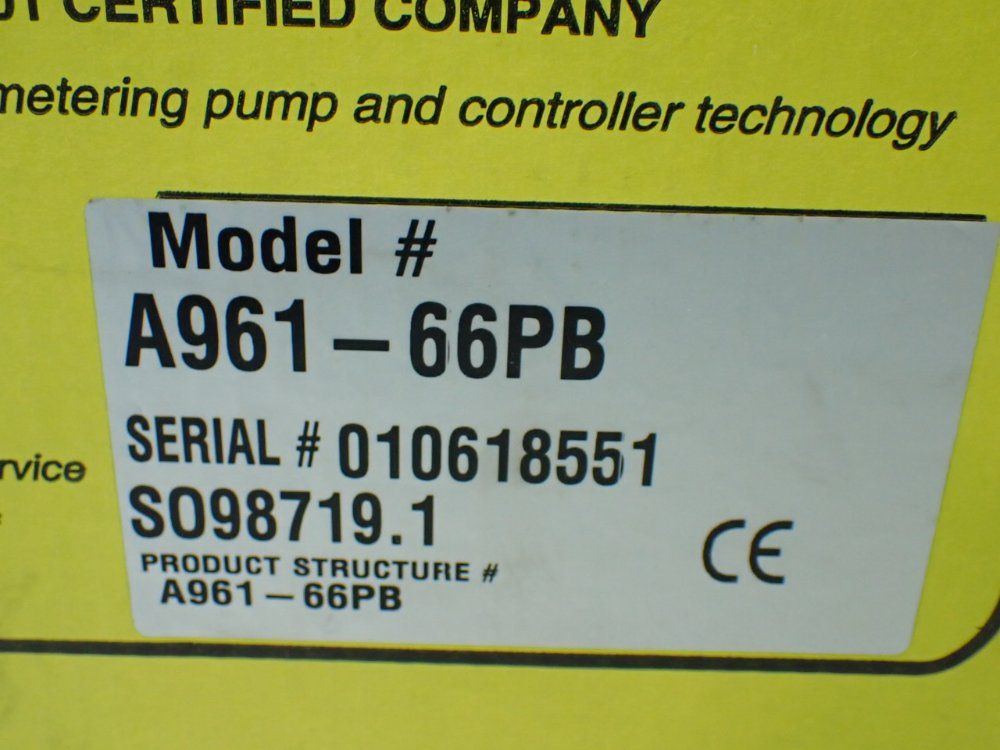 CERTIFIED COMPANY
metering pump and controller technology
Model #
A961-66PB
SERIAL # 010618551
rvice
SO98719.1
PRODUCT STRUCTURE #
A961-66PB
CE